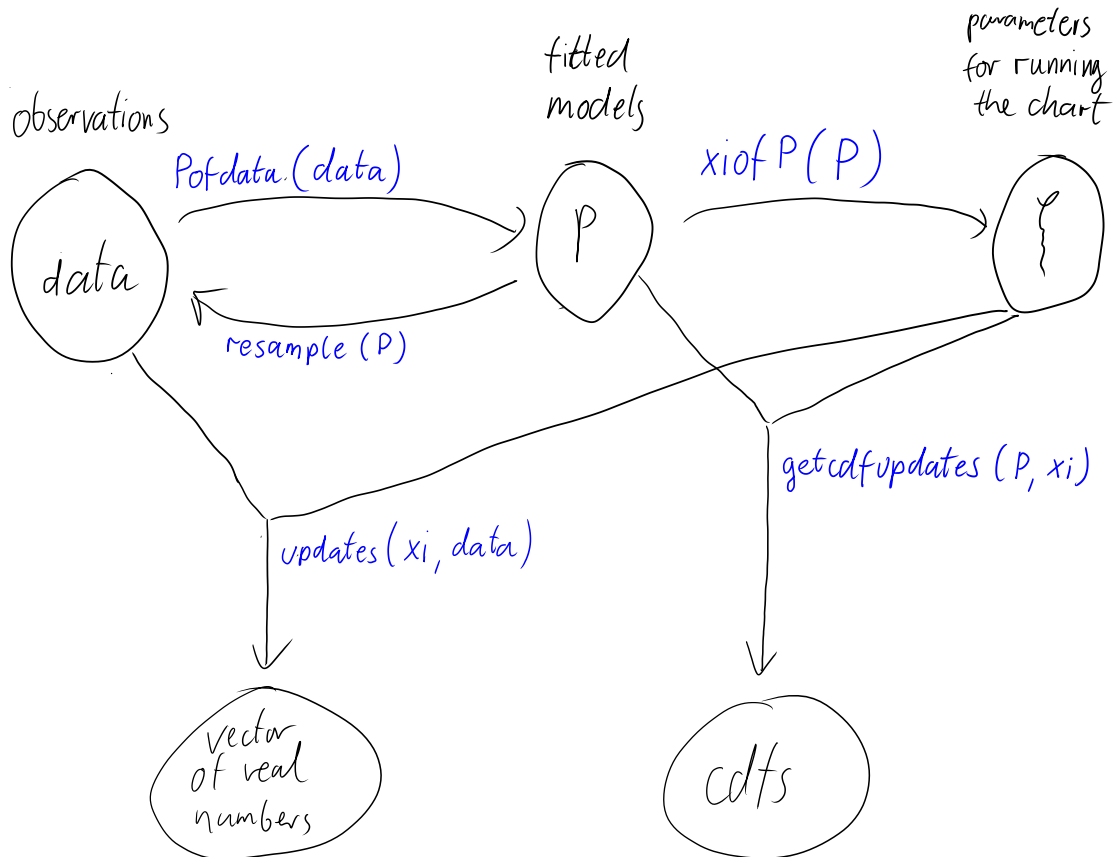 parameters
for running
the chart
fitted
models
observations
Pofdata(data)
xiofP(P)
data
P
ξ
resample(P)
getcdfupdates(P, xi)
updates(xi, data)
vector
of real
numbers
cdfs